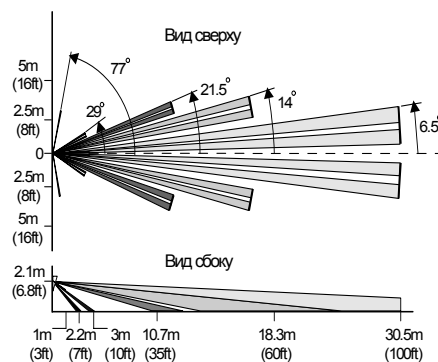 Вид сверху
5m
(16ft)
77°
21.5°
2.5m
(8ft)
29°
14°
6.5°
0
2.5m
(8ft)
5m
(16ft)
Вид сбоку
2.1m
(6.8ft)
1m 2.2m 3m 10.7m 18.3m 30.5m
(3ft) (7ft) (10ft) (35ft) (60ft) (100ft)